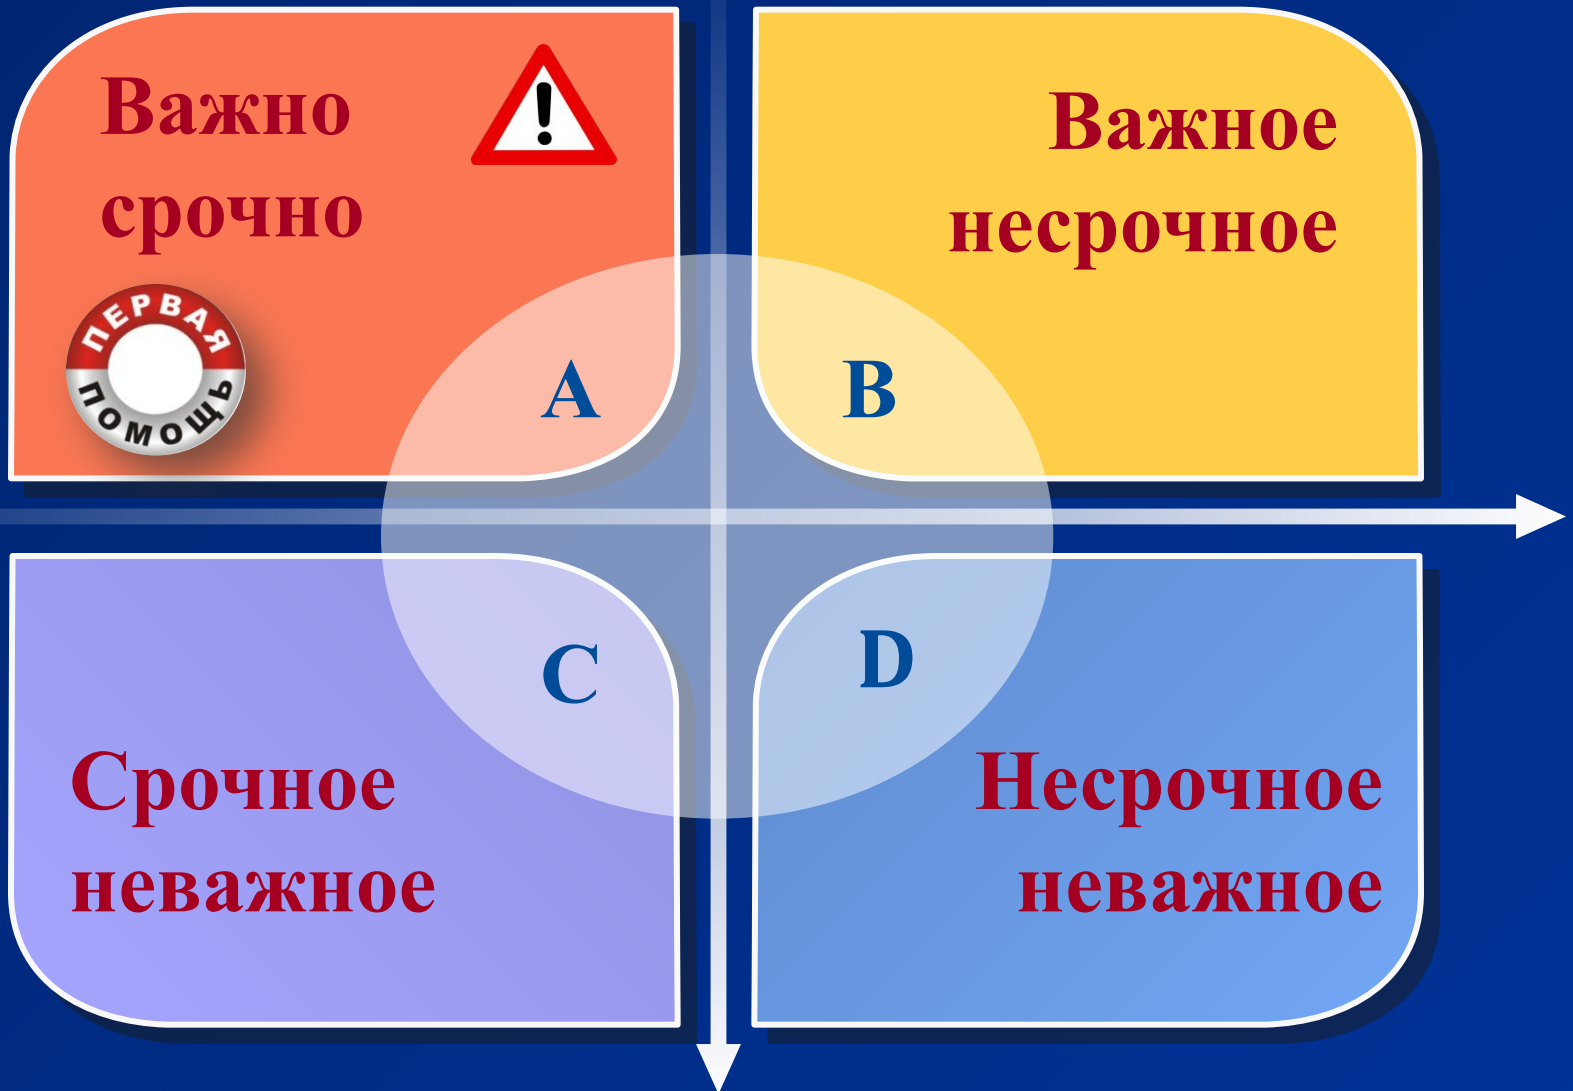 Важно
срочно
!
ПЕРВАЯ
ПОМОЩЬ
A
Важное
несрочное
B
C
Срочное
неважное
D
Несрочное
неважное